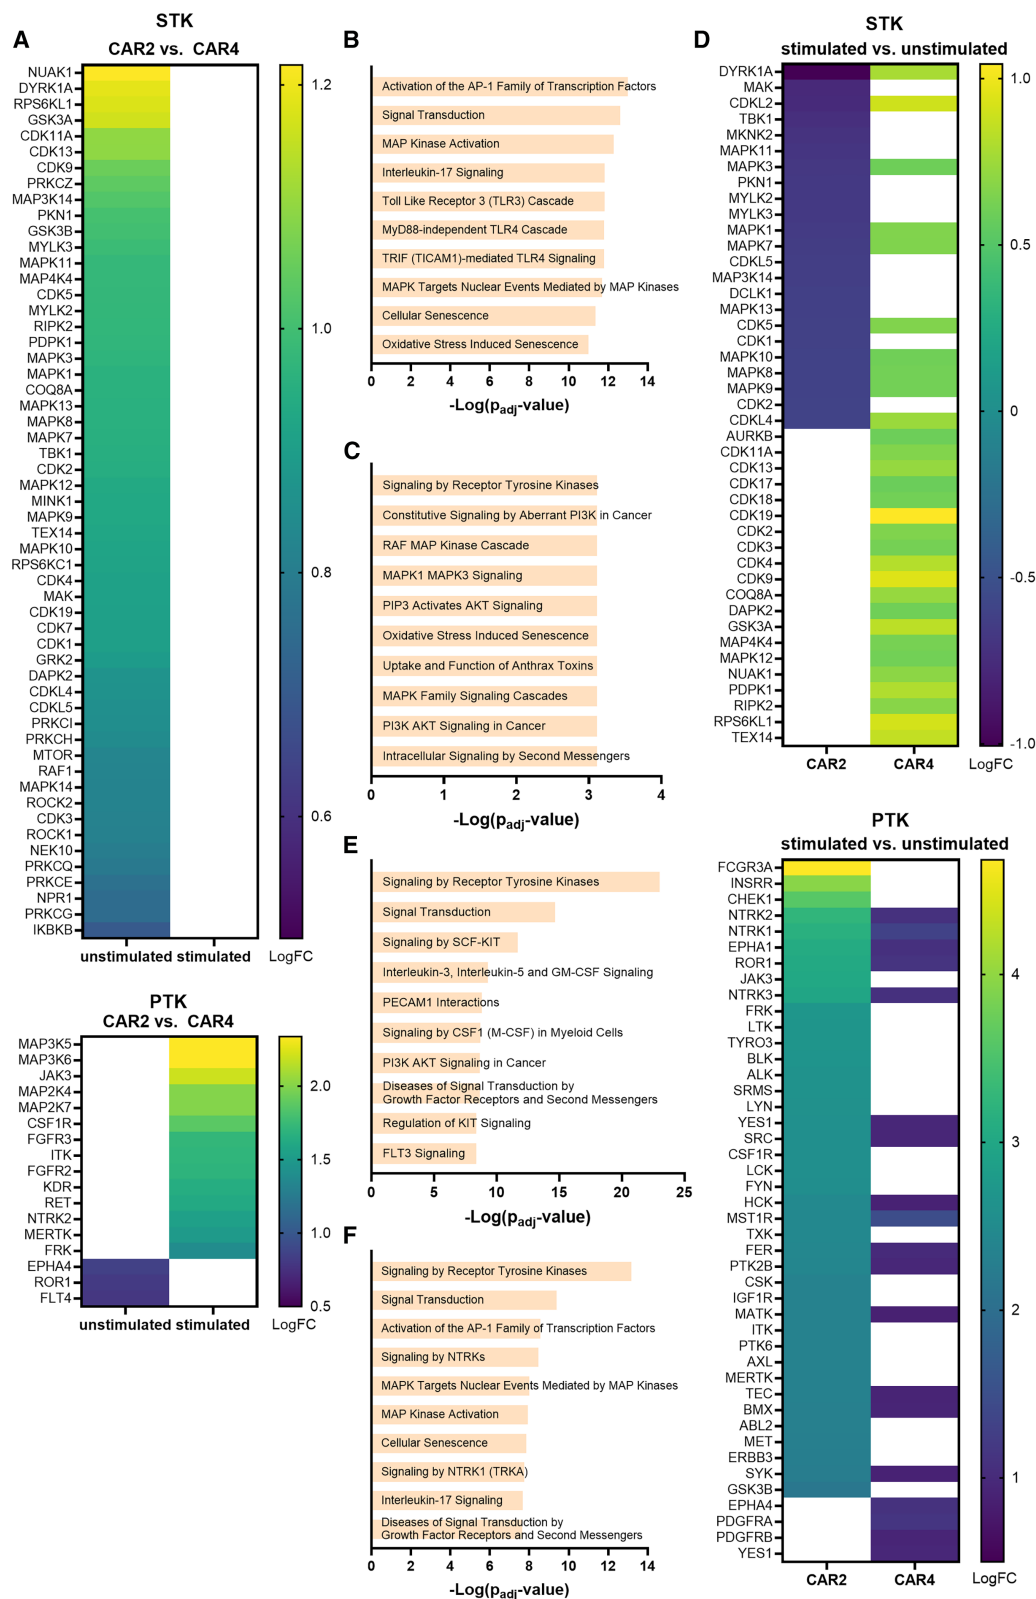 A
STK
CAR2 vs. CAR4
NUAK1
DYRK1A
RPS6KL1
GSK3A
CDK11A
CDK13
CDK9
PRKCZ
MAP3K14
PKN1
GSK3B
MYLK3
MAPK11
MAP4K4
CDK5
MYLK2
RIPK2
PDPK1
MAPK3
MAPK1
COQ8A
MAPK13
MAPK8
MAPK7
TBK1
CDK2
MAPK12
MINK1
MAPK9
TEX14
MAPK10
RPS6KC1
CDK4
MAK
CDK19
CDK7
CDK1
GRK2
DAPK2
CDKL4
CDKL5
PRKCI
PRKCH
MTOR
RAF1
MAPK14
ROCK2
CDK3
ROCK1
NEK10
PRKCQ
PRKCE
NPR1
PRKCG
IKBKB
unstimulated stimulated
1.2
1.0
0.8
0.6
LogFC
PTK
CAR2 vs. CAR4
MAP3K5
MAP3K6
JAK3
MAP2K4
MAP2K7
CSF1R
FGFR3
ITK
FGFR2
KDR
RET
NTRK2
MERTK
FRK
EPHA4
ROR1
FLT4
unstimulated stimulated
2.0
1.5
1.0
0.5
LogFC
B
Activation of the AP-1 Family of Transcription Factors
Signal Transduction
MAP Kinase Activation
Interleukin-17 Signaling
Toll Like Receptor 3 (TLR3) Cascade
MyD88-independent TLR4 Cascade
TRIF (TICAM1)-mediated TLR4 Signaling
MAPK Targets Nuclear Events Mediated by MAP Kinases
Cellular Senescence
Oxidative Stress Induced Senescence
0 2 4 6 8 10 12 14
-Log(padj-value)
C
Signaling by Receptor Tyrosine Kinases
Constitutive Signaling by Aberrant PI3K in Cancer
RAF MAP Kinase Cascade
MAPK1 MAPK3 Signaling
PIP3 Activates AKT Signaling
Oxidative Stress Induced Senescence
Uptake and Function of Anthrax Toxins
MAPK Family Signaling Cascades
PI3K AKT Signaling in Cancer
Intracellular Signaling by Second Messengers
0 1 2 3 4
-Log(padj-value)
D
STK
stimulated vs. unstimulated
DYRK1A
MAK
CDKL2
TBK1
MKNK2
MAPK11
MAPK3
PKN1
MYLK2
MYLK3
MAPK1
MAPK7
CDKL5
MAP3K14
DCLK1
MAPK13
CDK5
CDK1
MAPK10
MAPK8
MAPK9
CDK2
CDKL4
AURKB
CDK11A
CDK13
CDK17
CDK18
CDK19
CDK2
CDK3
CDK4
CDK9
COQ8A
DAPK2
GSK3A
MAP4K4
MAPK12
NUAK1
PDPK1
RIPK2
RPS6KL1
TEX14
CAR2 CAR4
1.0
0.5
0
-0.5
-1.0
LogFC
PTK
stimulated vs. unstimulated
FCGR3A
INSRR
CHEK1
NTRK2
NTRK1
EPHA1
ROR1
JAK3
NTRK3
FRK
LTK
TYRO3
BLK
ALK
SRMS
LYN
YES1
SRC
CSF1R
LCK
FYN
HCK
MST1R
TXK
FER
PTK2B
CSK
IGF1R
MATK
ITK
PTK6
AXL
MERTK
TEC
BMX
ABL2
MET
ERBB3
SYK
GSK3B
EPHA4
PDGFRA
PDGFRB
YES1
CAR2 CAR4
4
3
2
1
LogFC
E
Signaling by Receptor Tyrosine Kinases
Signal Transduction
Signaling by SCF-KIT
Interleukin-3, Interleukin-5 and GM-CSF Signaling
PECAM1 Interactions
Signaling by CSF1 (M-CSF) in Myeloid Cells
PI3K AKT Signaling in Cancer
Diseases of Signal Transduction by
Growth Factor Receptors and Second Messengers
Regulation of KIT Signaling
FLT3 Signaling
0 5 10 15 20 25
-Log(padj-value)
F
Signaling by Receptor Tyrosine Kinases
Signal Transduction
Activation of the AP-1 Family of Transcription Factors
Signaling by NTRKs
MAPK Targets Nuclear Events Mediated by MAP Kinases
MAP Kinase Activation
Cellular Senescence
Signaling by NTRK1 (TRKA)
Interleukin-17 Signaling
Diseases of Signal Transduction by
Growth Factor Receptors and Second Messengers
0 2 4 6 8 10 12 14
-Log(padj-value)